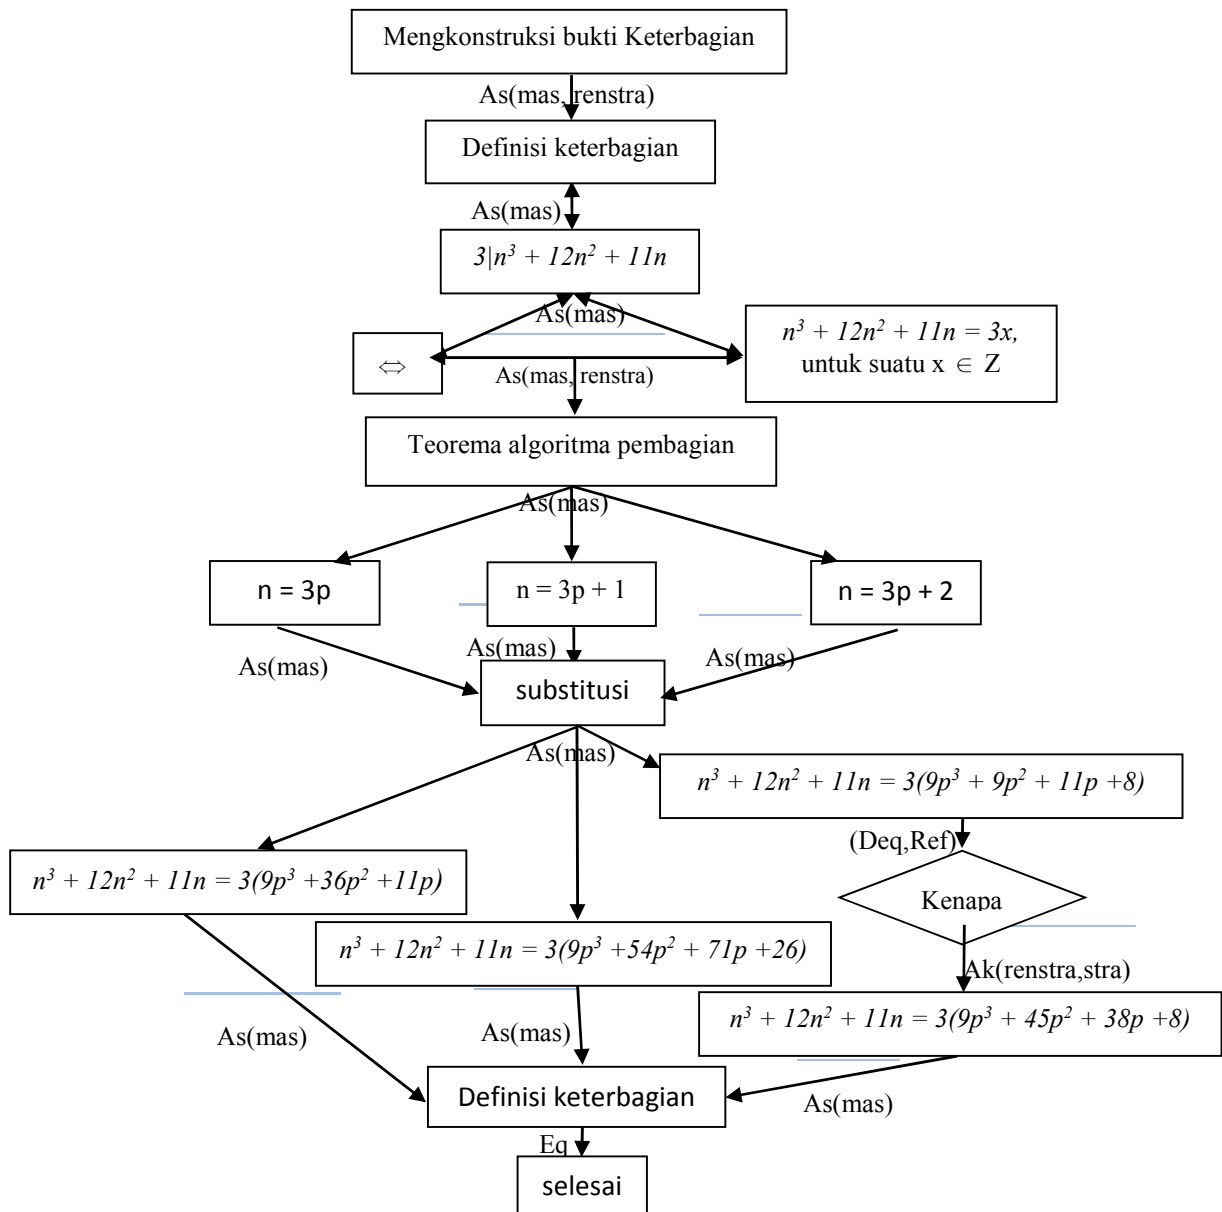 Mengkonstruksi bukti Keterbagian
As(mas, renstra)
Definisi keterbagian
As(mas)
3|n³ + 12n² + 11n
As(mas)
⇔
n³ + 12n² + 11n = 3x,
untuk suatu x ∈ Z
As(mas, renstra)
Teorema algoritma pembagian
As(mas)
n = 3p
n = 3p + 1
n = 3p + 2
As(mas)
As(mas)
As(mas)
substitusi
As(mas)
n³ + 12n² + 11n = 3(9p³ + 9p² + 11p +8)
(Deq,Ref)
n³ + 12n² + 11n = 3(9p³ +36p² +11p)
Kenapa
n³ + 12n² + 11n = 3(9p³ +54p² + 71p +26)
Ak(renstra,stra)
n³ + 12n² + 11n = 3(9p³ + 45p² + 38p +8)
As(mas)
As(mas)
As(mas)
Definisi keterbagian
Eq
selesai